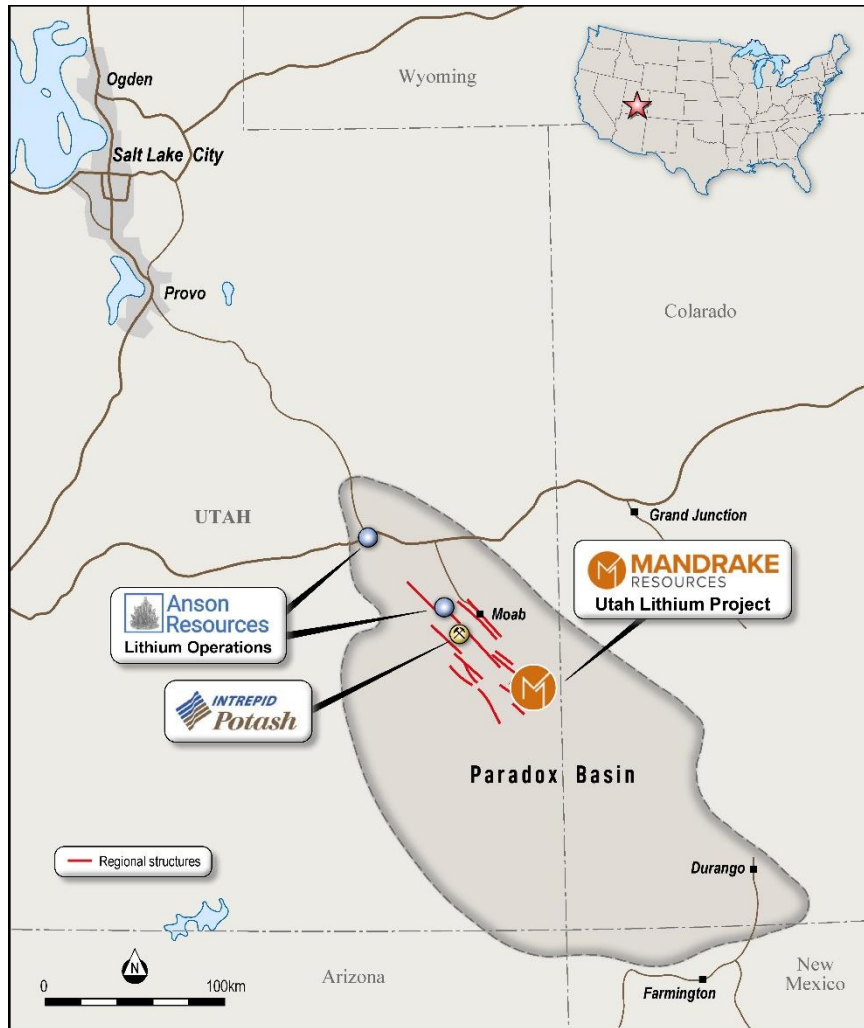 Ogden
Wyoming
Salt Lake City
Provo
Colarado
UTAH
Grand Junction
MANDRAKE
RESOURCES
Utah Lithium Project
Anson
Resources
Lithium Operations
Moab
INTREPID
Potash
Paradox Basin
Regional structures
Durango
N
0
100km
Arizona
New
Mexico
Farmington